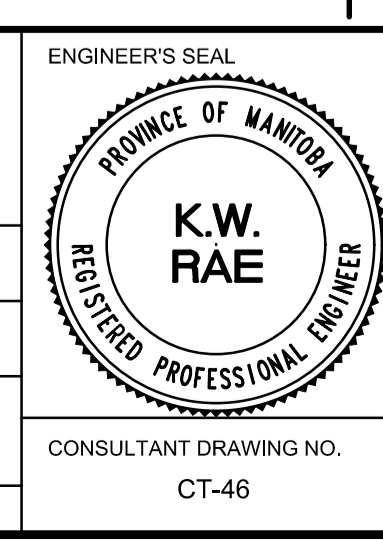 ENGINEER'S SEAL
PROVINCE OF MANITOBA
K.W.
RAE
REGISTERED PROFESSIONAL ENGINEER
CONSULTANT DRAWING NO.
CT-46